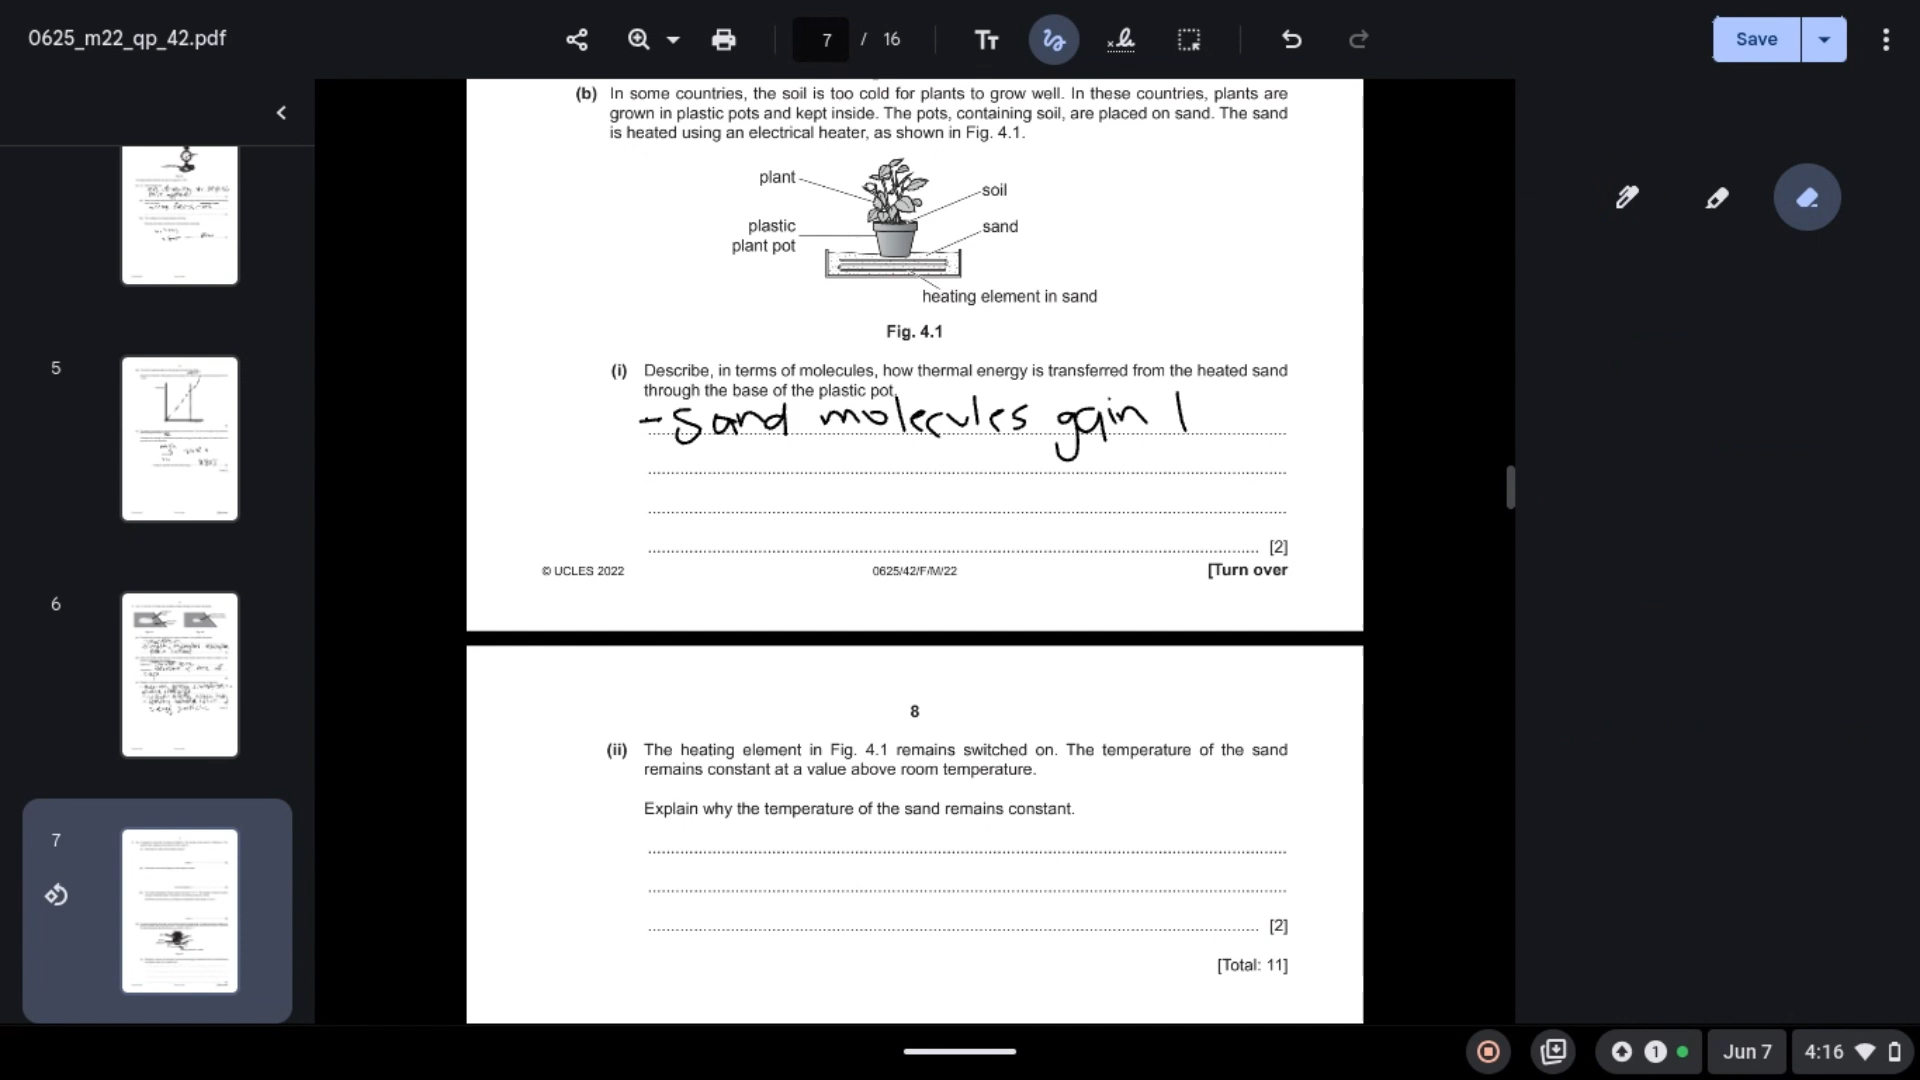 0625_m22_qp_42.pdf
7 / 16
Save
(b) In some countries, the soil is too cold for plants to grow well. In these countries, plants are
grown in plastic pots and kept inside. The pots, containing soil, are placed on sand. The sand
is heated using an electrical heater, as shown in Fig. 4.1.
plant
soil
plastic
plant pot
sand
heating element in sand
Fig. 4.1
(i) Describe, in terms of molecules, how thermal energy is transferred from the heated sand
through the base of the plastic pot.
- Sand molecules gain
[2]
© UCLES 2022
0625/42/F/M/22
[Turn over
8
(ii) The heating element in Fig. 4.1 remains switched on. The temperature of the sand
remains constant at a value above room temperature.
Explain why the temperature of the sand remains constant.
[2]
[Total: 11]
5
6
7
1
Jun 7
4:16